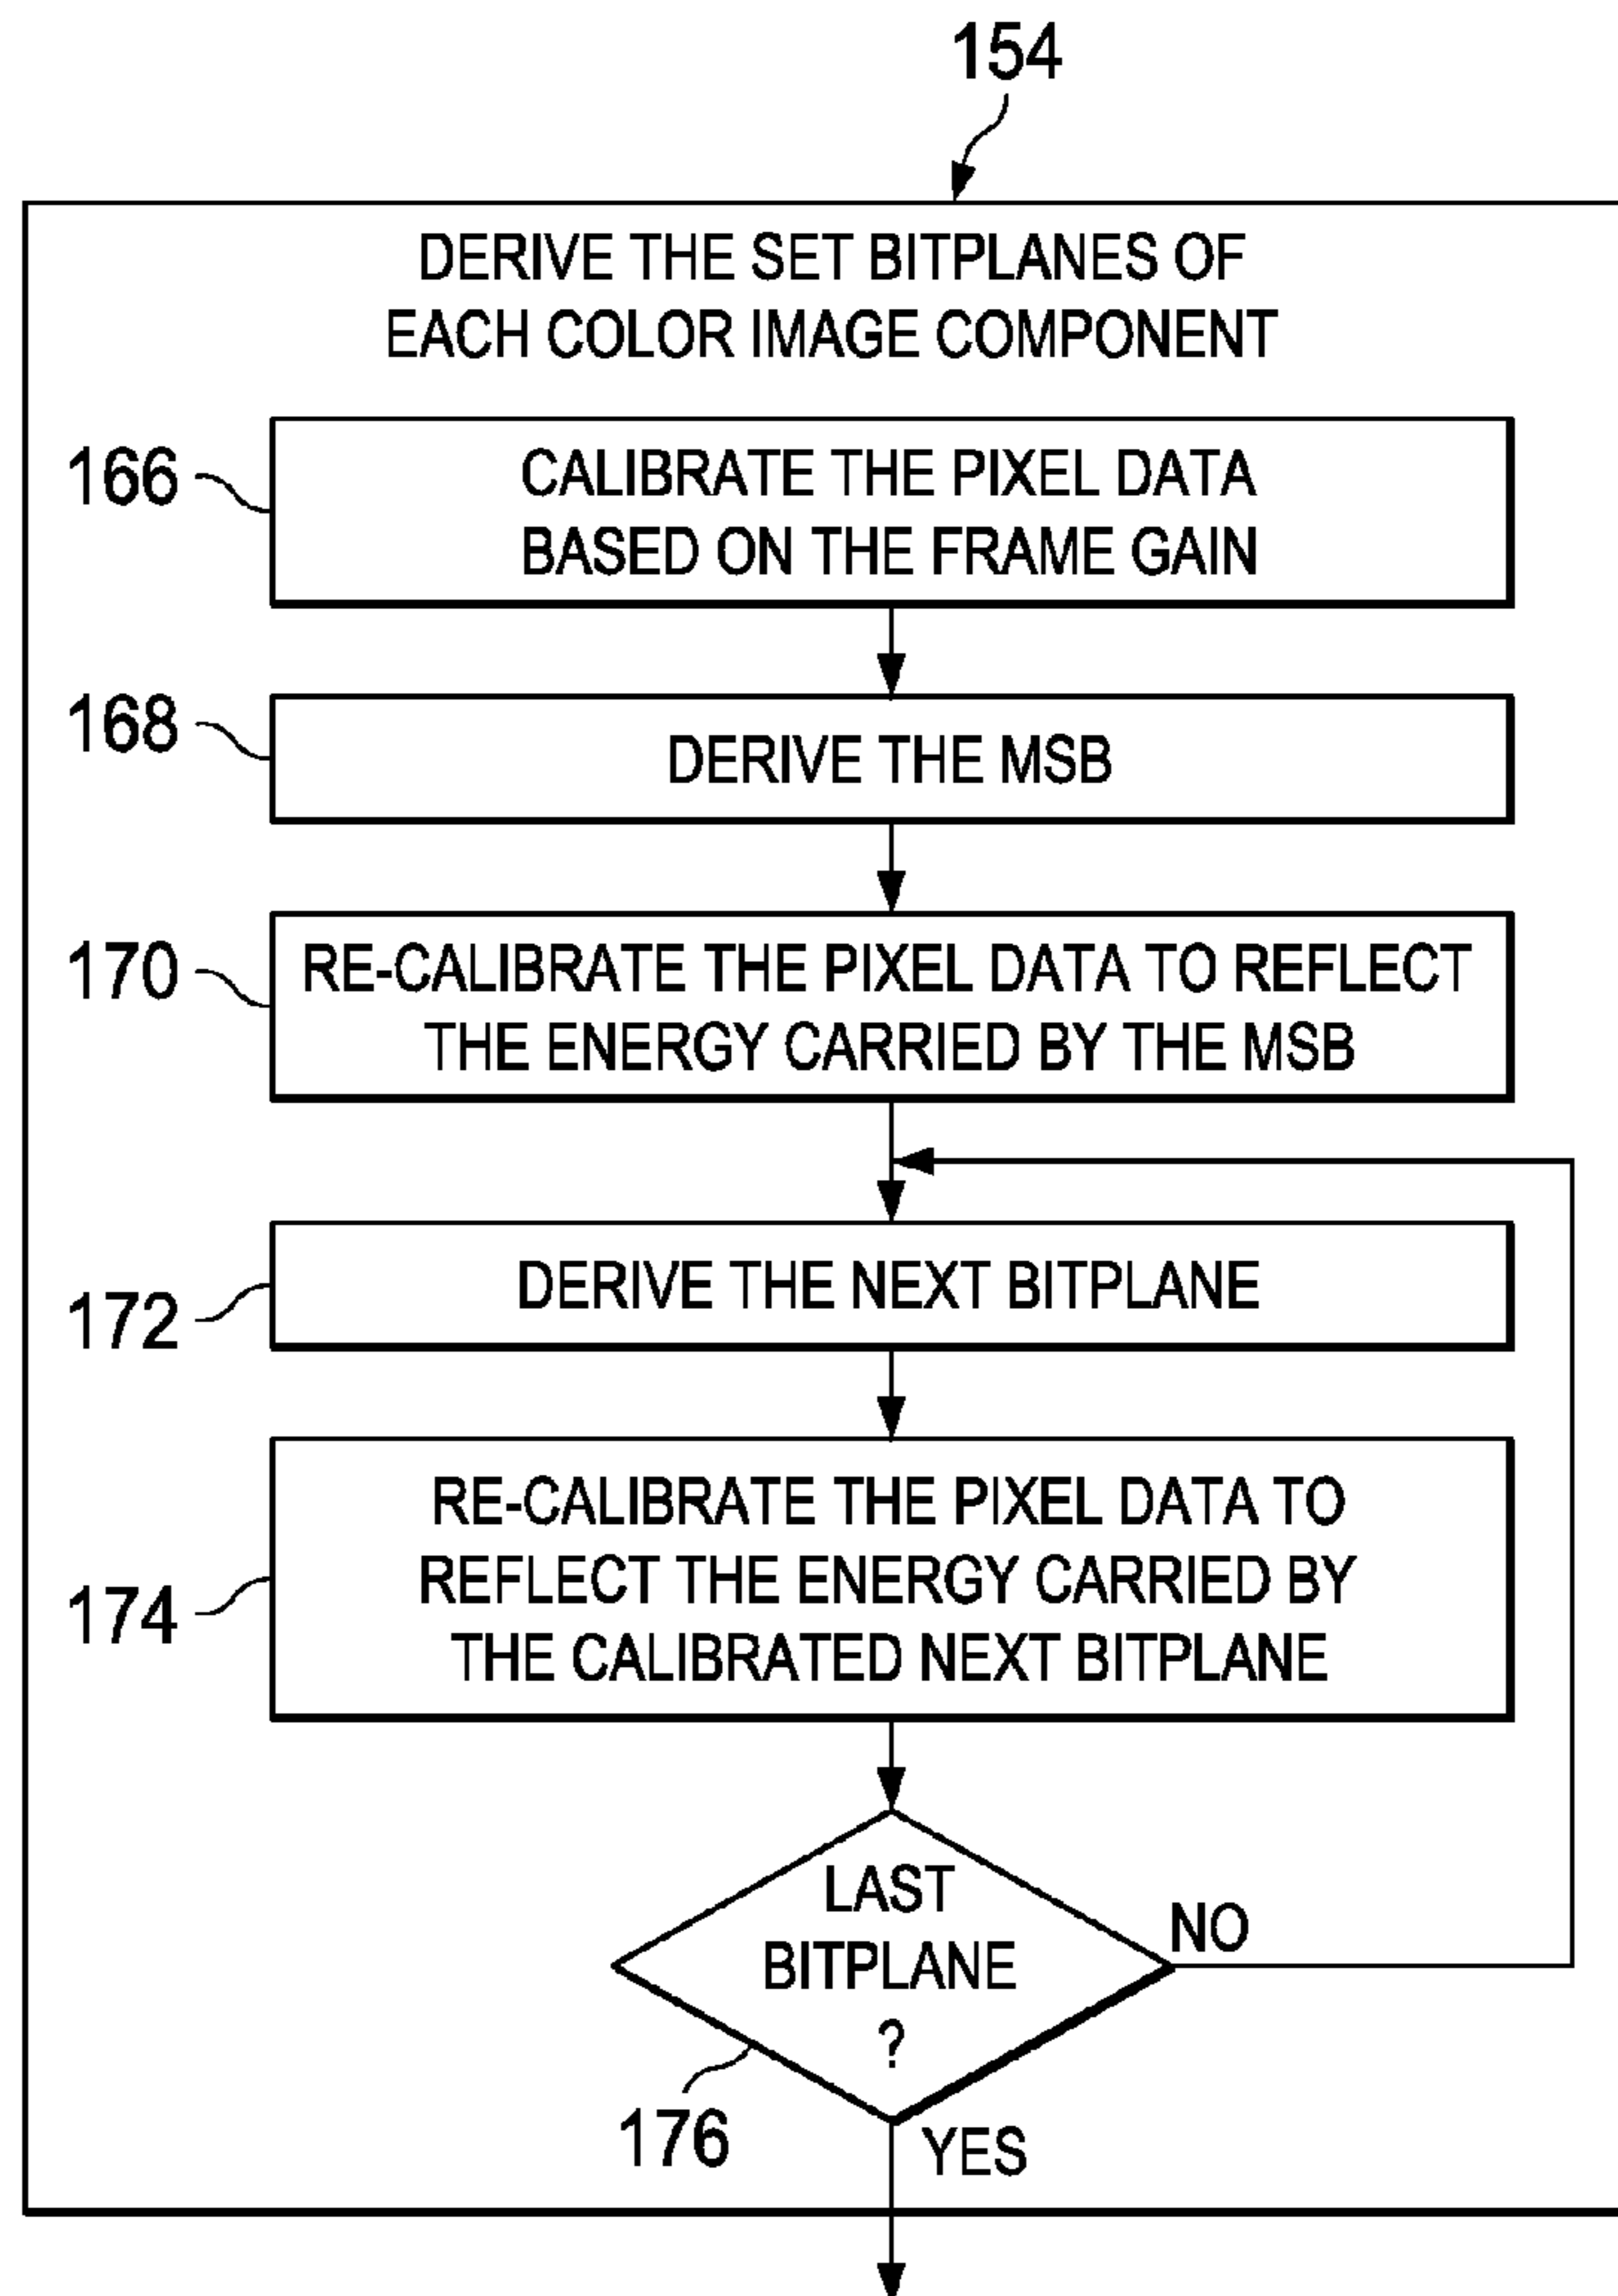 154
DERIVE THE SET BITPLANES OF
EACH COLOR IMAGE COMPONENT
166
CALIBRATE THE PIXEL DATA
BASED ON THE FRAME GAIN
168
DERIVE THE MSB
170
RE-CALIBRATE THE PIXEL DATA TO REFLECT
THE ENERGY CARRIED BY THE MSB
172
DERIVE THE NEXT BITPLANE
174
RE-CALIBRATE THE PIXEL DATA TO
REFLECT THE ENERGY CARRIED BY
THE CALIBRATED NEXT BITPLANE
LAST
BITPLANE
?
NO
176
YES